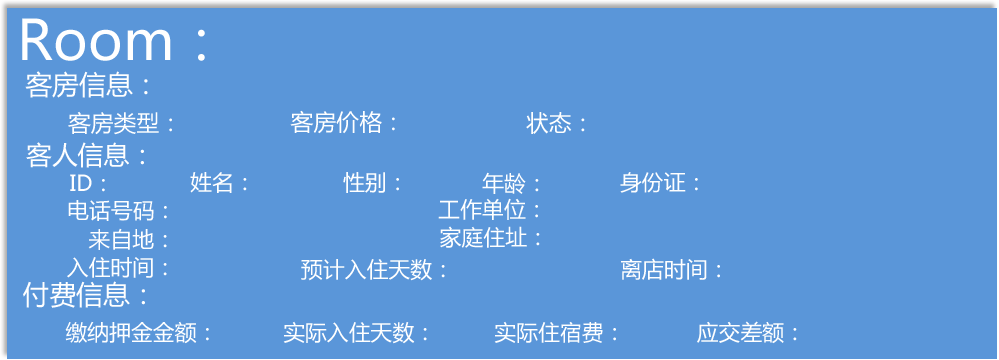 Room：
客房信息：
客房类型： 客房价格： 状态：
客人信息：
ID： 姓名： 性别： 年龄： 身份证：
电话号码： 工作单位：
来自地： 家庭住址：
入住时间： 预计入住天数： 离店时间：
付费信息：
缴纳押金金额： 实际入住天数： 实际住宿费： 应交差额：